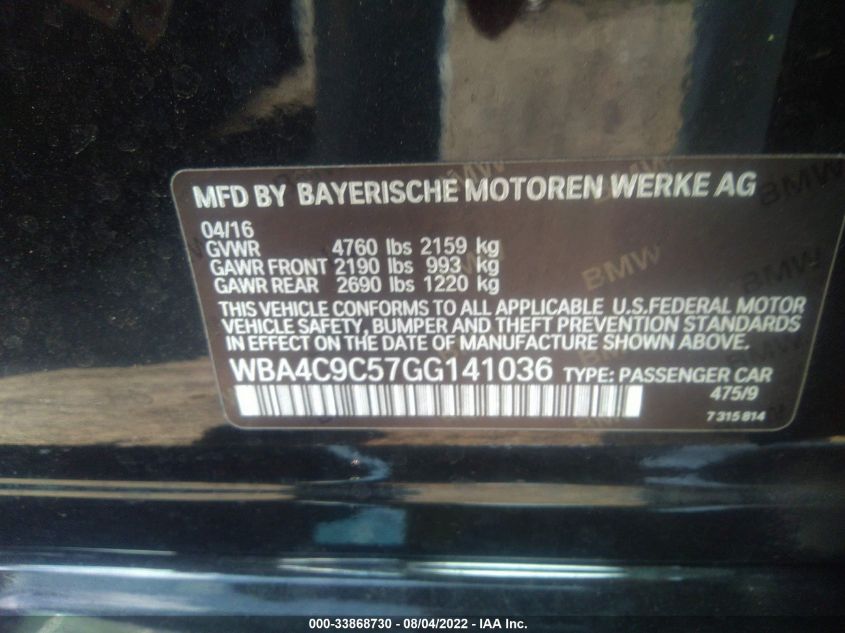 MFD BY BAYERISCHE MOTOREN WERKE AG
04/16
GVWR 4760 lbs 2159 kg
GAWR FRONT 2190 lbs 993 kg
GAWR REAR 2690 lbs 1220 kg
THIS VEHICLE CONFORMS TO ALL APPLICABLE U.S.FEDERAL MOTOR
VEHICLE SAFETY, BUMPER AND THEFT PREVENTION STANDARDS
IN EFFECT ON THE DATE OF MANUFACTURE SHOWN ABOVE.
WBA4C9C57GG141036 TYPE: PASSENGER CAR
475/9
7 315 814
BMW
BMW
000-33868730 - 08/04/2022 - IAA Inc.